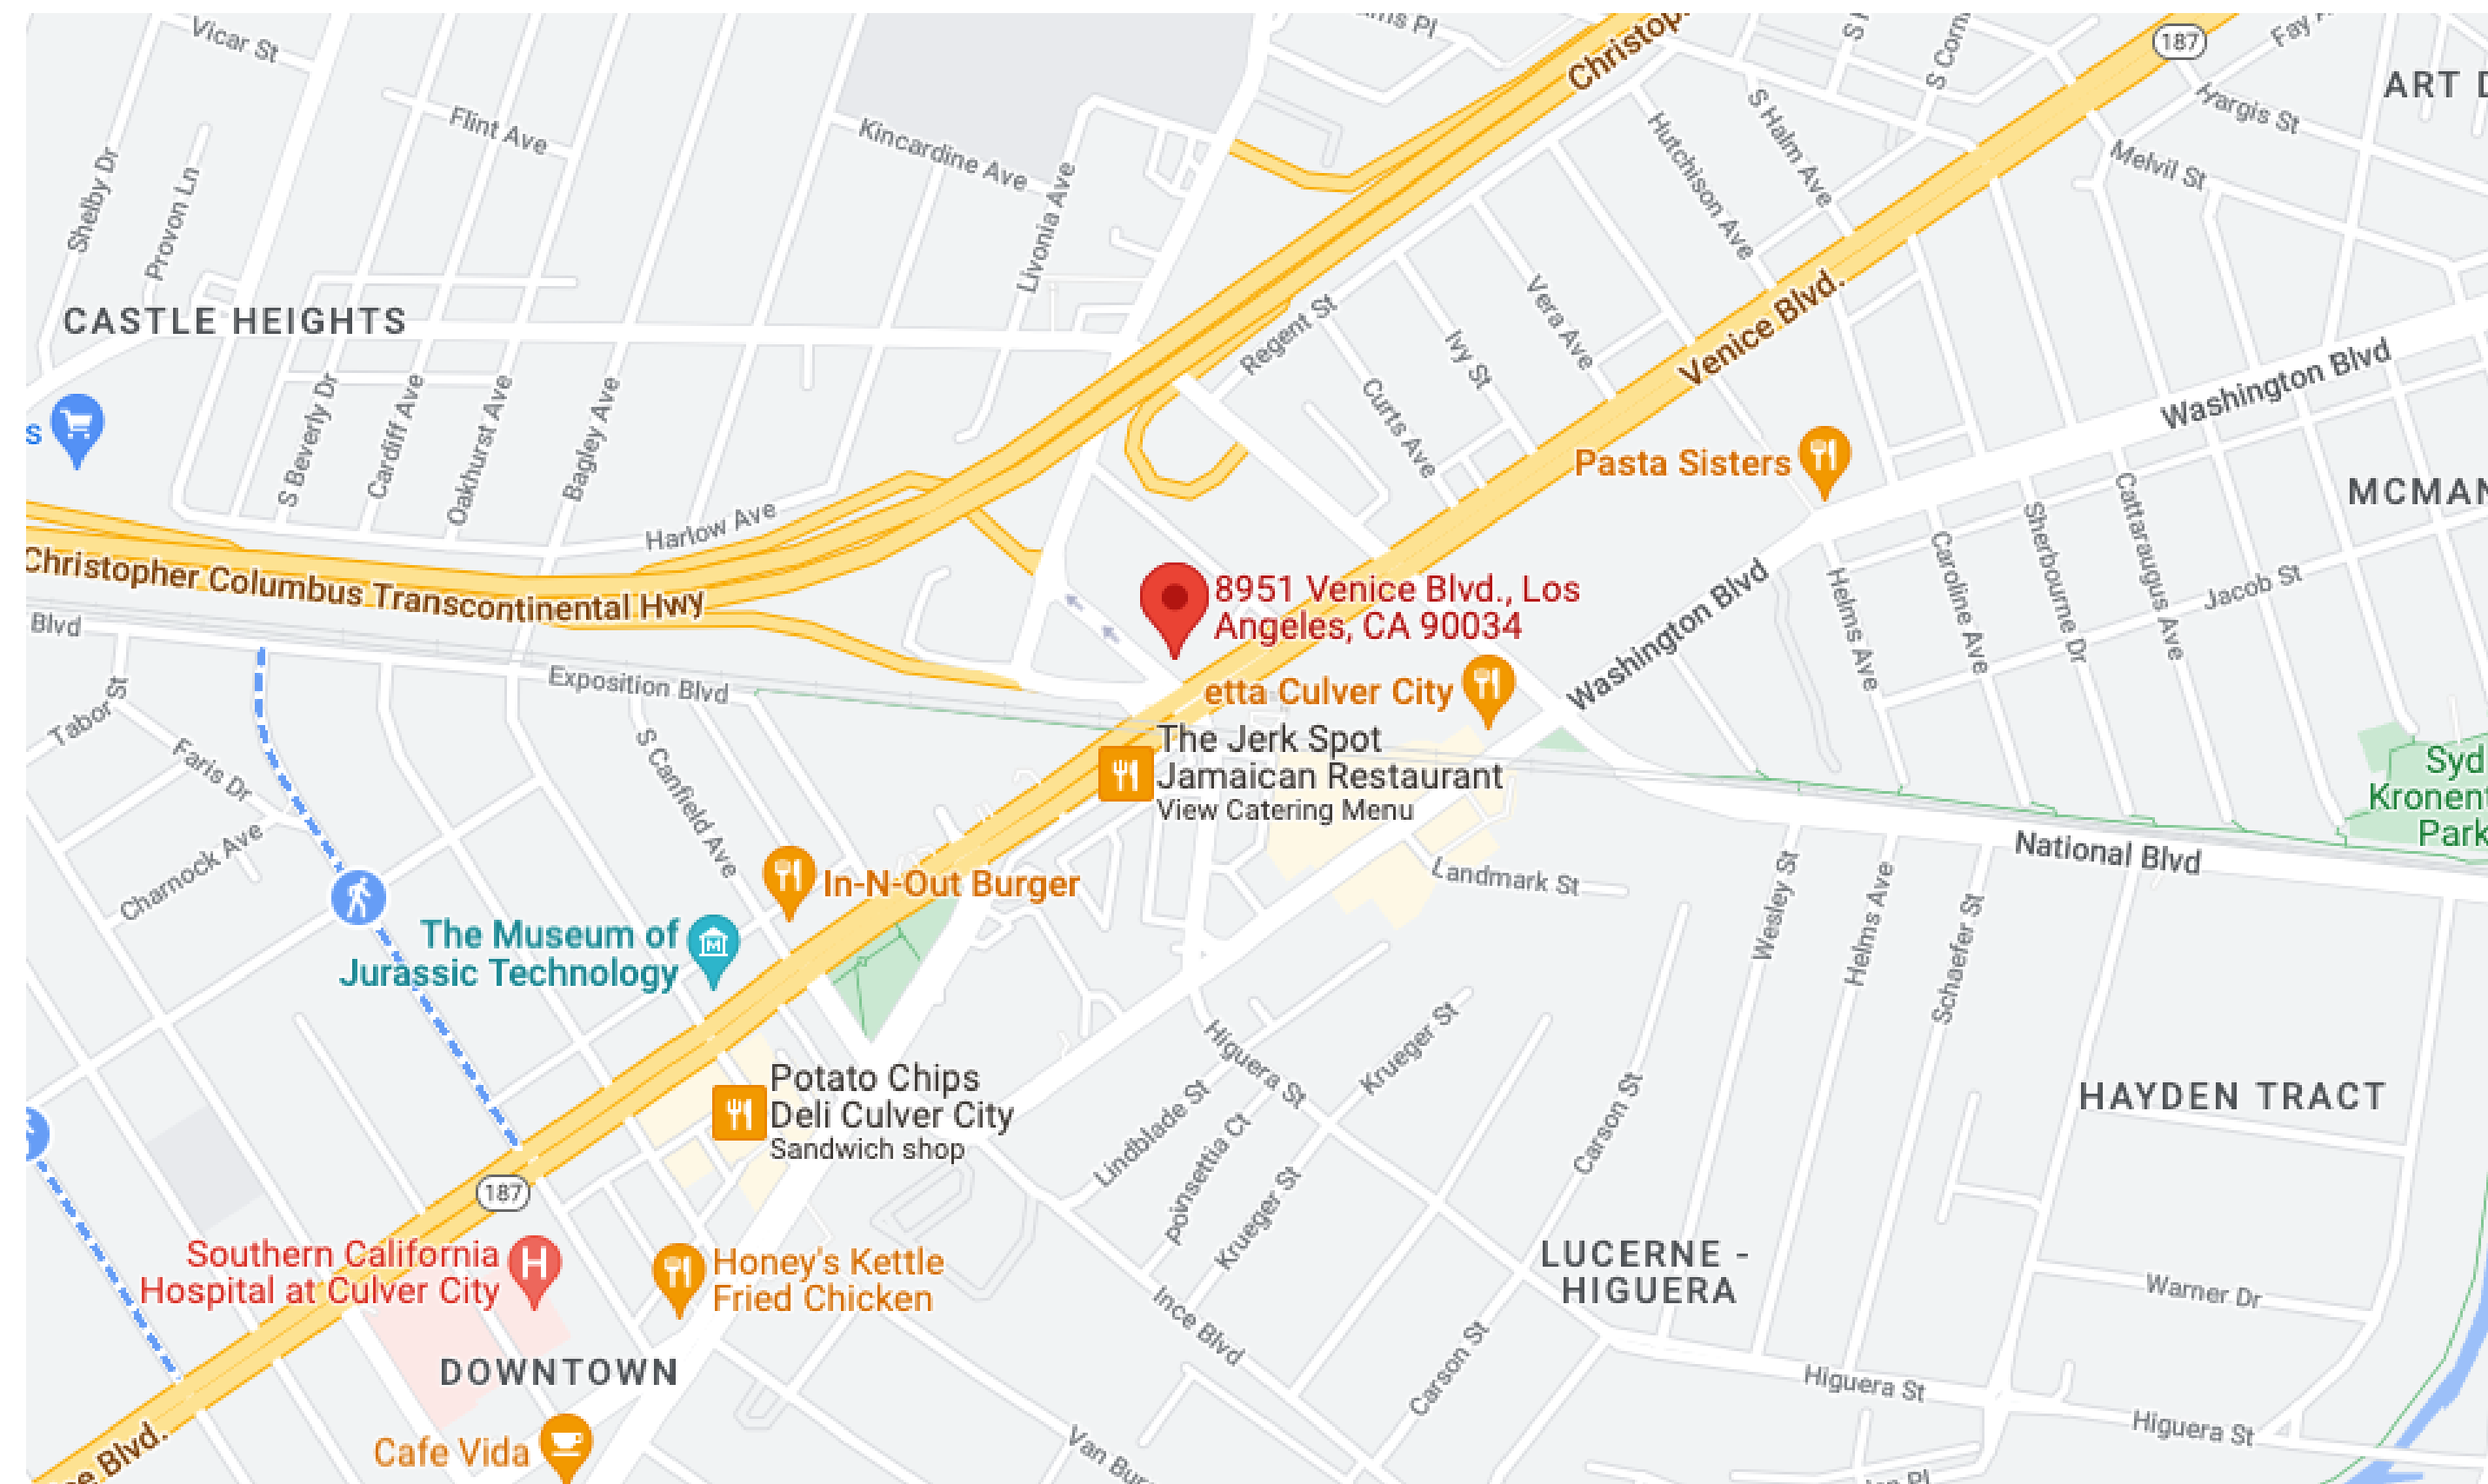 Vicar St
Flint Ave
Shelby Dr
Provon Ln
Kincardine Ave
Livonia Ave
Pl
S
187
Fay
Hargis St
ART
Melvil St
Hutchison Ave
S Halm Ave
CASTLE HEIGHTS
S Beverly Dr
Cardiff Ave
Oakhurst Ave
Bagley Ave
Harlow Ave
Regent St
Curts Ave
Ivy St
Vera Ave
Venice Blvd.
Washington Blvd
Pasta Sisters
Christopher Columbus Transcontinental Hwy
8951 Venice Blvd., Los
Angeles, CA 90034
Washington Blvd
Helms Ave
Caroline Ave
Sherbourne Dr
Cattaraugus Ave
Jacob St
Blvd
Exposition Blvd
Tabor St
Faris Dr
Charnock Ave
S Canfield Ave
etta Culver City
The Jerk Spot
Jamaican Restaurant
View Catering Menu
Landmark St
National Blvd
Park
In-N-Out Burger
The Museum of
Jurassic Technology
Wesley St
Helms Ave
Schaefer St
Higuera St
Krueger St
Lindblade St
poinsettia Ct
Krueger St
Carson St
HAYDEN TRACT
Potato Chips
Deli Culver City
Sandwich shop
187
Southern California
Hospital at Culver City
H
Honey's Kettle
Fried Chicken
LUCERNE -
HIGUERA
Warner Dr
Ince Blvd
Carson St
Higuera St
Higuera St
DOWNTOWN
Cafe Vida
Van
Blvd.
Pl